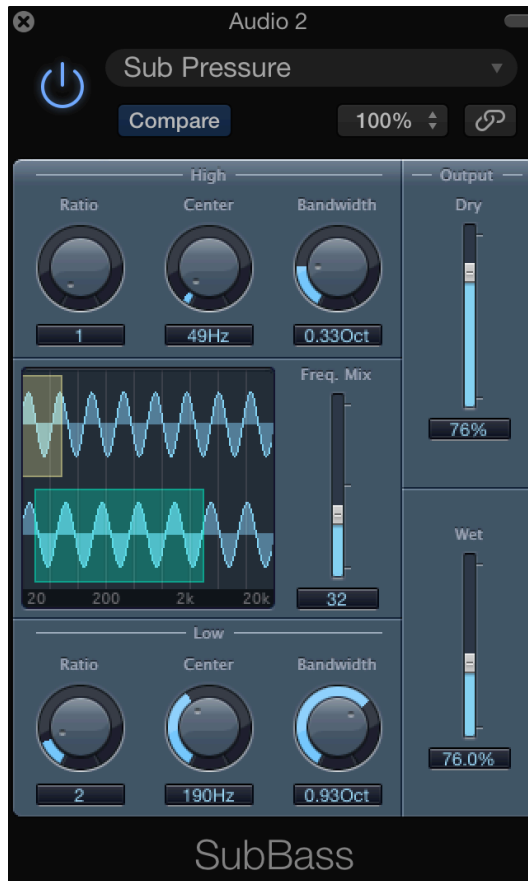 Audio 2
Sub Pressure
Compare
100%
High
Ratio
Center
Bandwidth
1
49Hz
0.33Oct
Output
Dry
76%
Freq. Mix
32
20
200
2k
20k
Wet
76.0%
Low
Ratio
Center
Bandwidth
2
190Hz
0.93Oct
SubBass